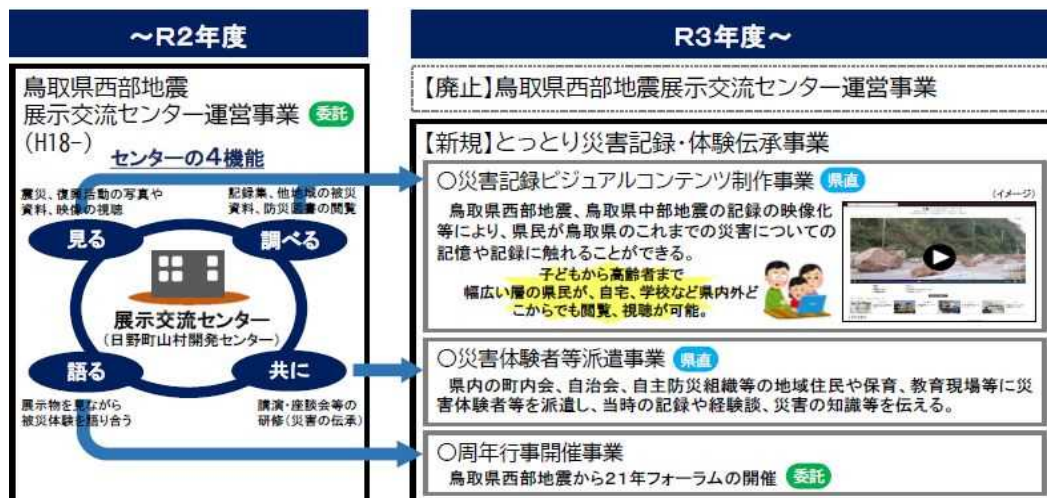 ～R2年度
鳥取県西部地震
展示交流センター運営事業 委託
(H18-)
センターの4機能
震災、復興活動の写真や
資料、映像の視聴
記録集、他地域の被災
資料、防災図書の閲覧
見る
調べる
展示交流センター
(日野町山村開発センター)
語る
共に
展示物を見ながら
被災体験を語り合う
講演・座談会等の
研修(災害の伝承)
R3年度～
【廃止】鳥取県西部地震展示交流センター運営事業
【新規】とっとり災害記録・体験伝承事業
○災害記録ビジュアルコンテンツ制作事業 県直
(イメージ)
鳥取県西部地震、鳥取県中部地震の記録の映像化
等により、県民が鳥取県のこれまでの災害についての
記憶や記録に触れることができる。
子どもから高齢者まで
幅広い層の県民が、自宅、学校など県内外ど
こからでも閲覧、視聴が可能。
○災害体験者等派遣事業 県直
県内の町内会、自治会、自主防災組織等の地域住民や保育、教育現場等に災
害体験者等を派遣し、当時の記録や経験談、災害の知識等を伝える。
○周年行事開催事業
鳥取県西部地震から21年フォーラムの開催 委託